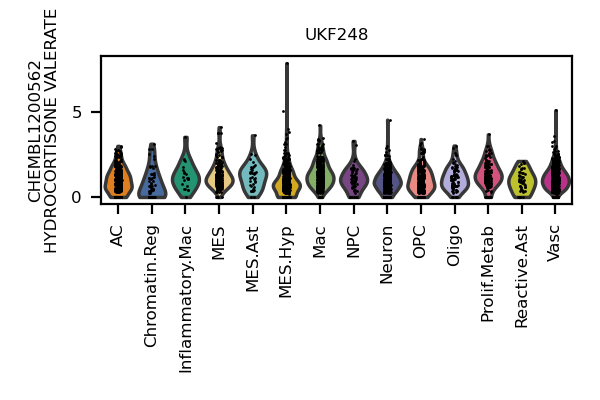 UKF248
CHEMBL1200562
HYDROCORTISONE VALERATE
5
0
AC
Chromatin.Reg
Inflammatory.Mac
MES
MES.Ast
MES.Hyp
Mac
NPC
Neuron
OPC
Oligo
Prolif.Metab
Reactive.Ast
Vasc